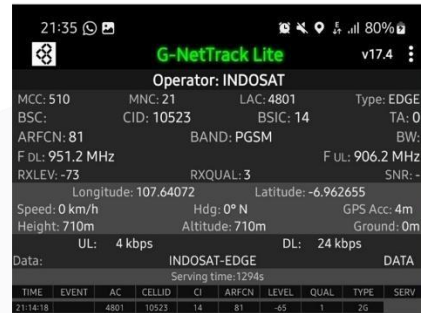 21:35 80%
G-NetTrack Lite v17.4
Operator: INDOSAT
MCC: 510 MNC: 21 LAC: 4801 Type: EDGE
BSC: CID: 10523 BSIC: 14 TA: 0
ARFCN: 81 BAND: PGSM BW:
F DL: 951.2 MHz F UL: 906.2 MHz
RXLEV: -73 RXQUAL: 3 SNR: -
Longitude: 107.64072 Latitude: -6.962655
Speed: 0 km/h Hdg: 0° N GPS Acc: 4m
Height: 710m Altitude: 710m Ground: 0m
UL: 4 kbps DL: 24 kbps
Data: INDOSAT-EDGE DATA
Serving time:1294s
TIME EVENT AC CELLID CI ARFCN LEVEL QUAL TYPE SERV
21:14:18 4801 10523 14 81 -65 1 2G